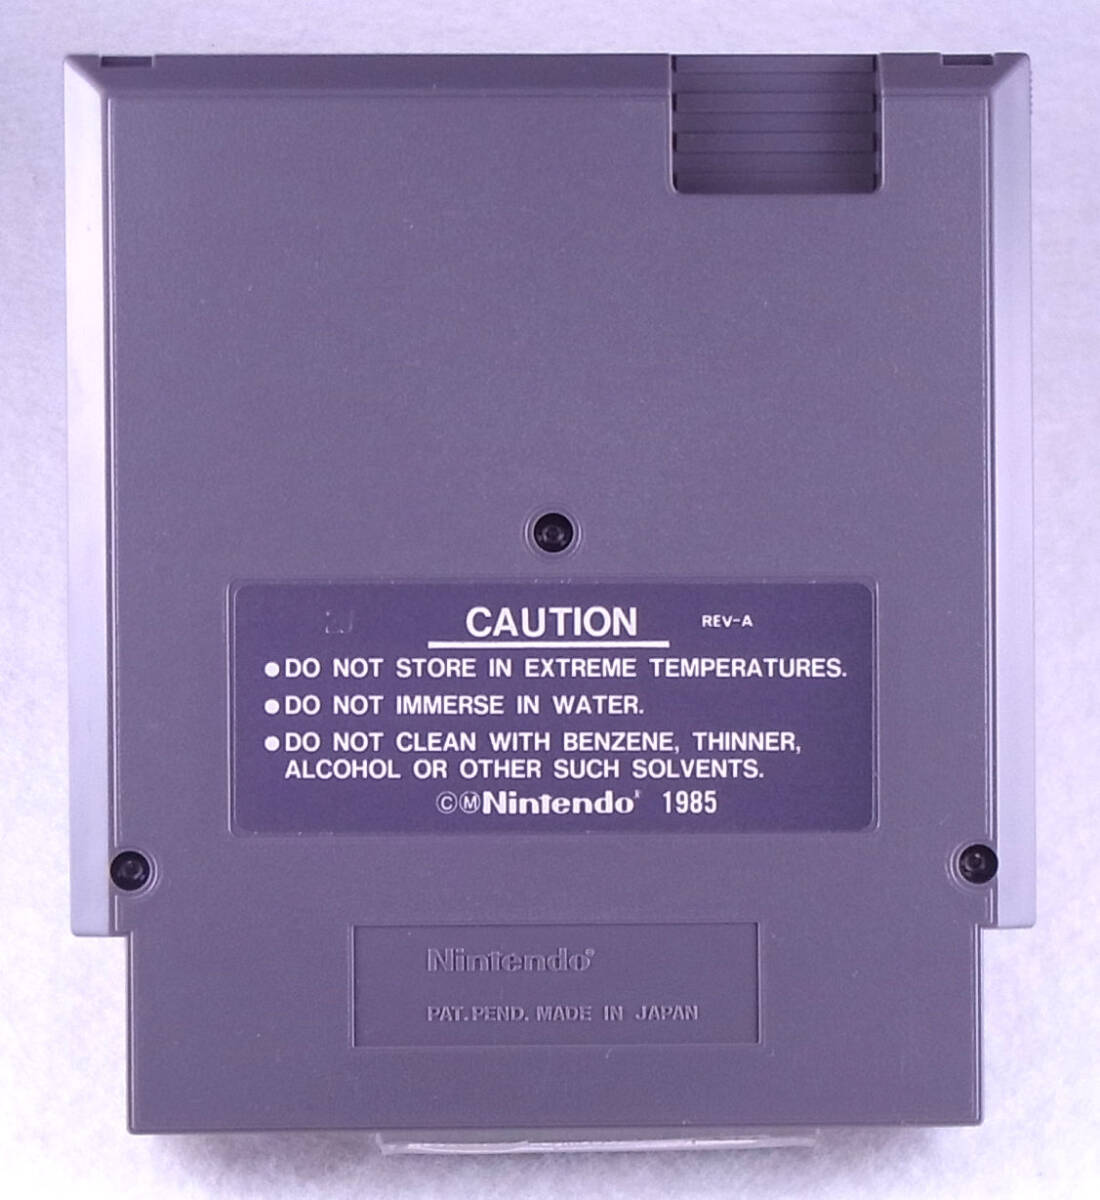 CAUTION REV-A
●DO NOT STORE IN EXTREME TEMPERATURES.
●DO NOT IMMERSE IN WATER.
●DO NOT CLEAN WITH BENZENE, THINNER,
ALCOHOL OR OTHER SUCH SOLVENTS.
©ⓂNintendo 1985
Nintendo®
PAT. PEND. MADE IN JAPAN